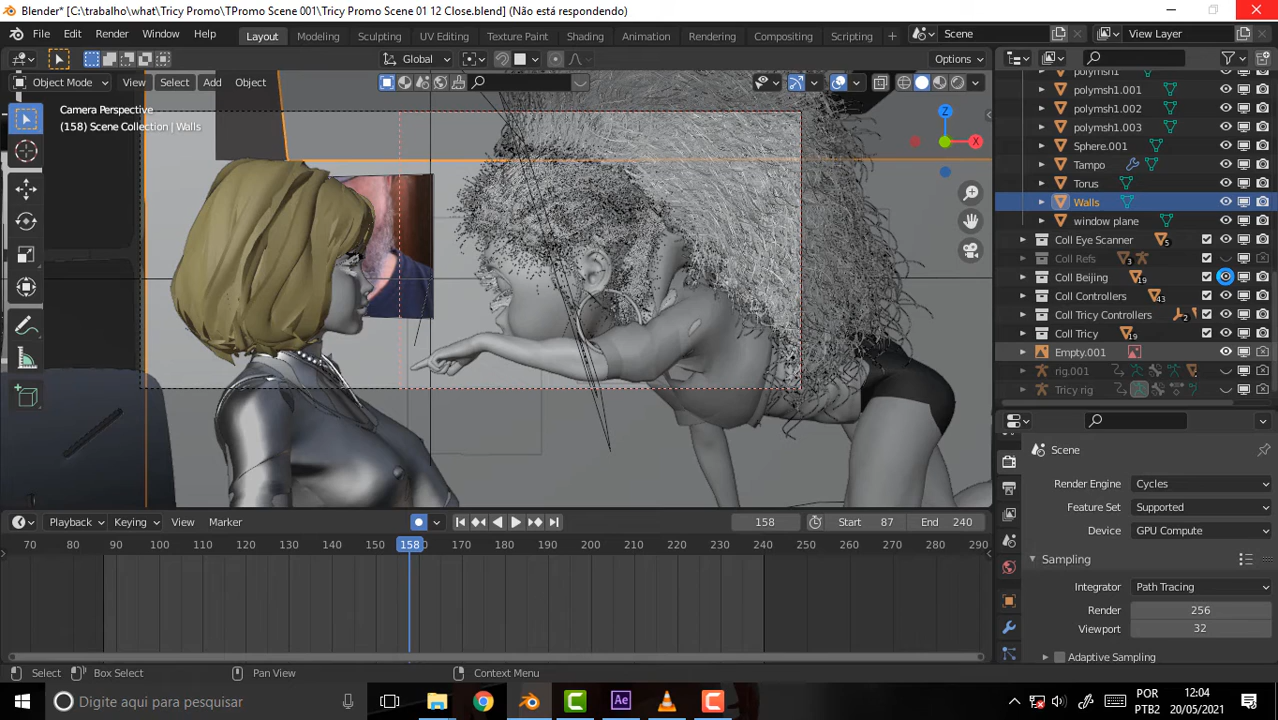 Blender* [C:\trabalho\what\Tricy Promo\TPromo Scene 001\Tricy Promo Scene 01 12 Close.blend] (Não está respondendo)
File Edit Render Window Help Layout Modeling Sculpting UV Editing Texture Paint Shading Animation Rendering Compositing Scripting + Scene View Layer
Global Options
Object Mode View Select Add Object
Camera Perspective
(158) Scene Collection | Walls
Z
X
polymsh1
polymsh1.001
polymsh1.002
polymsh1.003
Sphere.001
Tampo
Torus
Walls
window plane
Coll Eye Scanner 5
Coll Refs 3
Coll Beijing 19
Coll Controllers 43
Coll Tricy Controllers 2
Coll Tricy 19
Empty.001
rig.001
Tricy rig
Scene
Render Engine Cycles
Feature Set Supported
Device GPU Compute
Sampling
Integrator Path Tracing
Render 256
Viewport 32
Adaptive Sampling
Playback Keying View Marker 158 Start 87 End 240
70 80 90 100 110 120 130 140 150 158 170 180 190 200 210 220 230 240 250 260 270 280 290
Select Box Select Pan View Context Menu
Digite aqui para pesquisar
Ae
POR
PTB2
12:04
20/05/2021